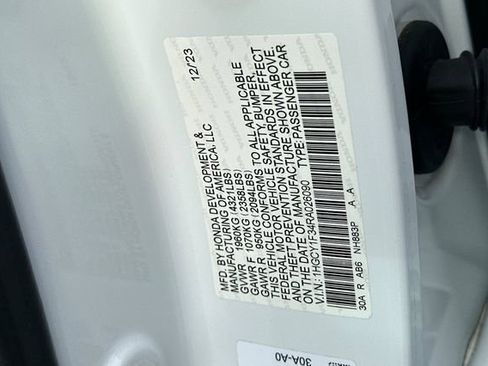 12/23
MFD. BY HONDA DEVELOPMENT &
MANUFACTURING OF AMERICA, LLC
GVWR 1960KG (4321LBS)
GAWR F 1070KG (2358LBS)
GAWR R 950KG (2094LBS)
THIS VEHICLE CONFORMS TO ALL APPLICABLE
FEDERAL MOTOR VEHICLE SAFETY, BUMPER,
AND THEFT PREVENTION STANDARDS IN EFFECT
ON THE DATE OF MANUFACTURE SHOWN ABOVE.
V.I.N.: 1HGCY1F34RA026090 TYPE: PASSENGER CAR
30A R AB6 NH883P A A
30A-A0